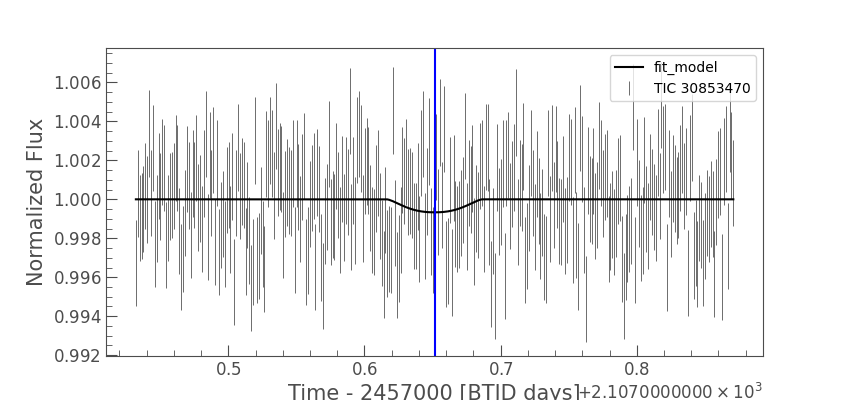 fit_model
TIC 30853470
Normalized Flux
1.006
1.004
1.002
1.000
0.998
0.996
0.994
0.992
0.5
0.6
0.7
0.8
Time - 2457000 [BTJD days]
+2.1070000000 × 10³